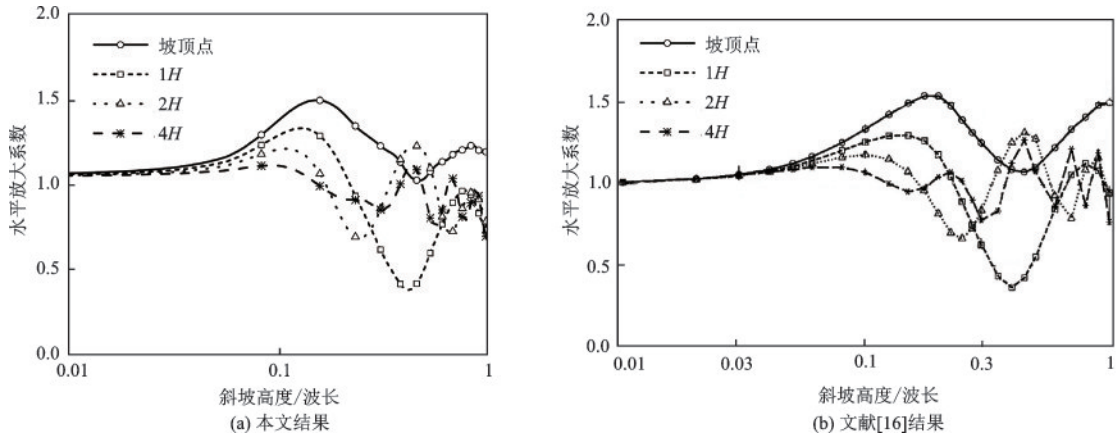 2.0
1.5
1.0
0.5
0.0
水平放大系数
坡顶点
1H
2H
4H
0.01
0.1
1
斜坡高度/波长
(a) 本文结果
2.0
1.5
1.0
0.5
0.0
水平放大系数
坡顶点
1H
2H
4H
0.01
0.03
0.1
0.3
1
斜坡高度/波长
(b) 文献[16]结果